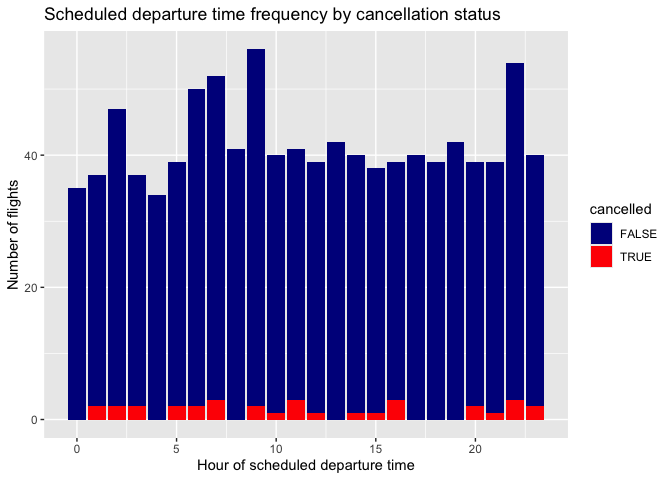 Scheduled departure time frequency by cancellation status
Number of flights
40
20
0
0
5
10
15
20
Hour of scheduled departure time
cancelled
FALSE
TRUE